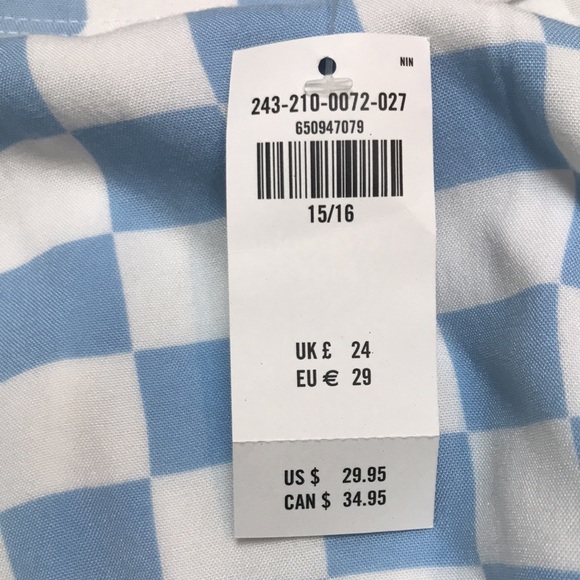 NIN
243-210-0072-027
650947079
15/16
UK £ 24
EU € 29
US $ 29.95
CAN $ 34.95